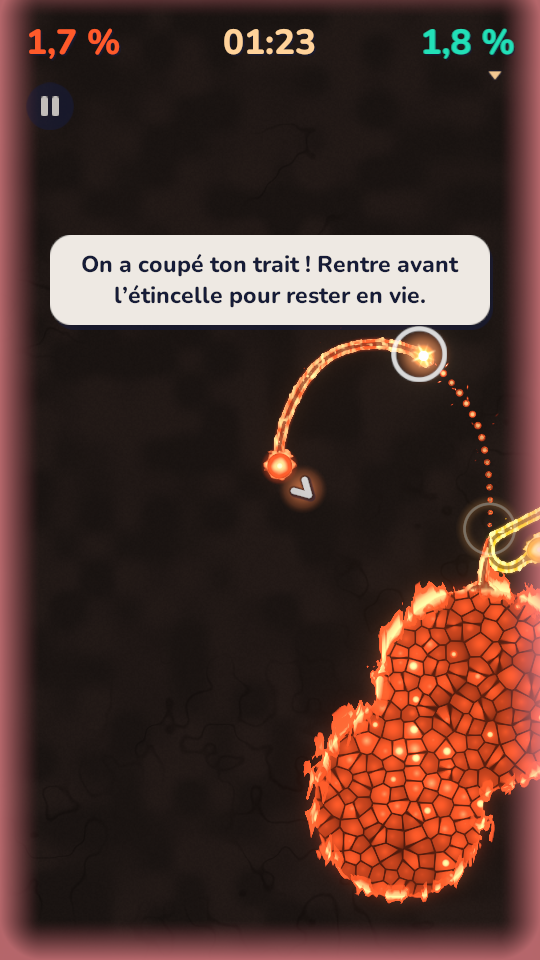 1,7 % 01:23 1,8 %
On a coupé ton trait ! Rentre avant
l’étincelle pour rester en vie.